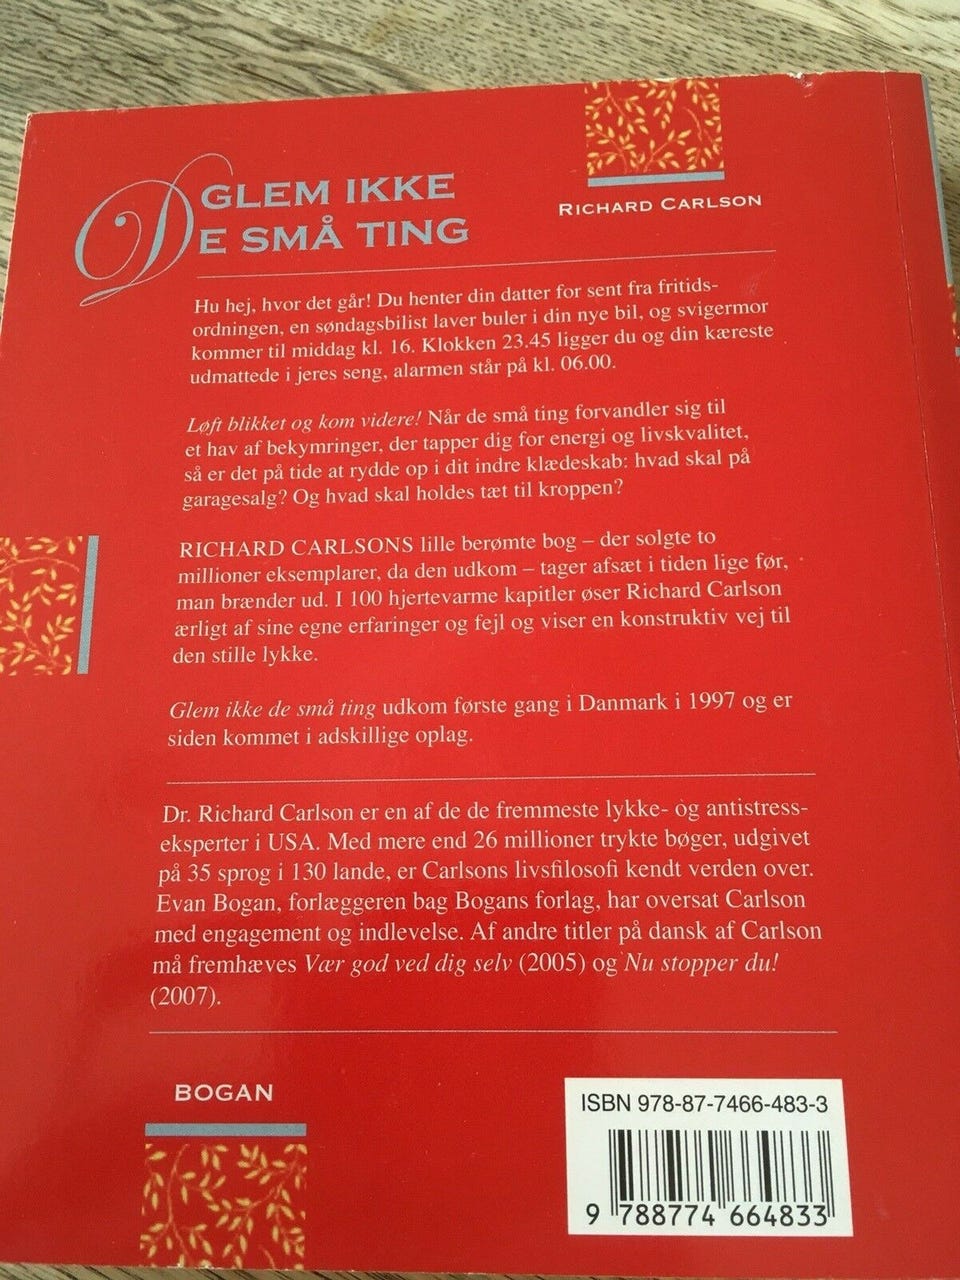 GLEM IKKE
DE SMÅ TING
RICHARD CARLSON
Hu hej, hvor det går! Du henter din datter for sent fra fritids-
ordningen, en søndagsbilist laver buler i din nye bil, og svigermor
kommer til middag kl. 16. Klokken 23.45 ligger du og din kæreste
udmattede i jeres seng, alarmen står på kl. 06.00.
Løft blikket og kom videre! Når de små ting forvandler sig til
et hav af bekymringer, der tapper dig for energi og livskvalitet,
så er det på tide at rydde op i dit indre klædeskab: hvad skal på
garagesalg? Og hvad skal holdes tæt til kroppen?
RICHARD CARLSONS lille berømte bog – der solgte to
millioner eksemplarer, da den udkom – tager afsæt i tiden lige før,
man brænder ud. I 100 hjertevarme kapitler øser Richard Carlson
ærligt af sine egne erfaringer og fejl og viser en konstruktiv vej til
den stille lykke.
Glem ikke de små ting udkom første gang i Danmark i 1997 og er
siden kommet i adskillige oplag.
Dr. Richard Carlson er en af de de fremmeste lykke- og antistress-
eksperter i USA. Med mere end 26 millioner trykte bøger, udgivet
på 35 sprog i 130 lande, er Carlsons livsfilosofi kendt verden over.
Evan Bogan, forlæggeren bag Bogans forlag, har oversat Carlson
med engagement og indlevelse. Af andre titler på dansk af Carlson
må fremhæves Vær god ved dig selv (2005) og Nu stopper du!
(2007).
BOGAN
ISBN 978-87-7466-483-3
9 788774 664833